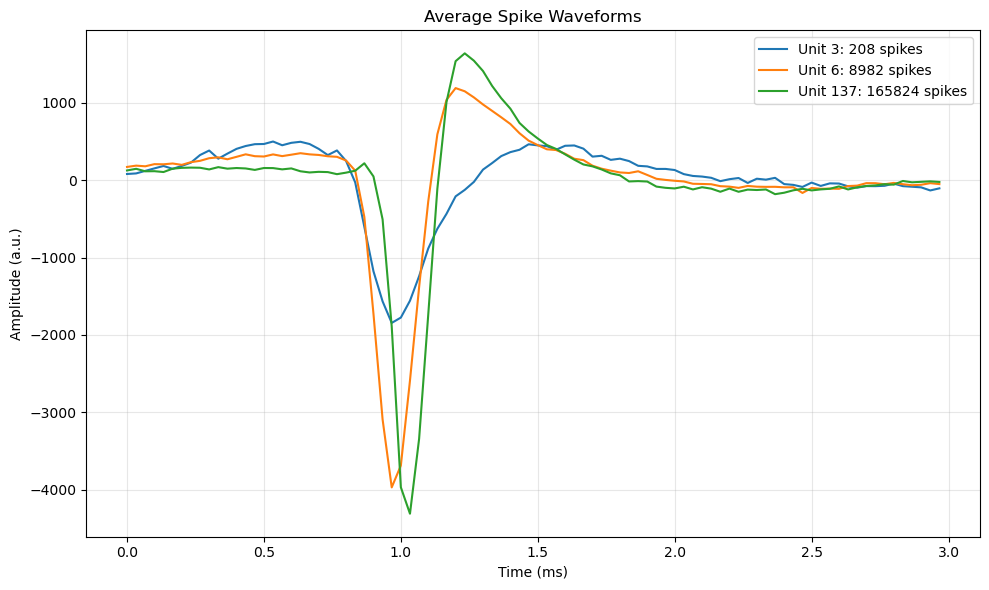 Average Spike Waveforms
Unit 3: 208 spikes
Unit 6: 8982 spikes
Unit 137: 165824 spikes
Amplitude (a.u.)
1000
0
−1000
−2000
−3000
−4000
0.0 0.5 1.0 1.5 2.0 2.5 3.0
Time (ms)